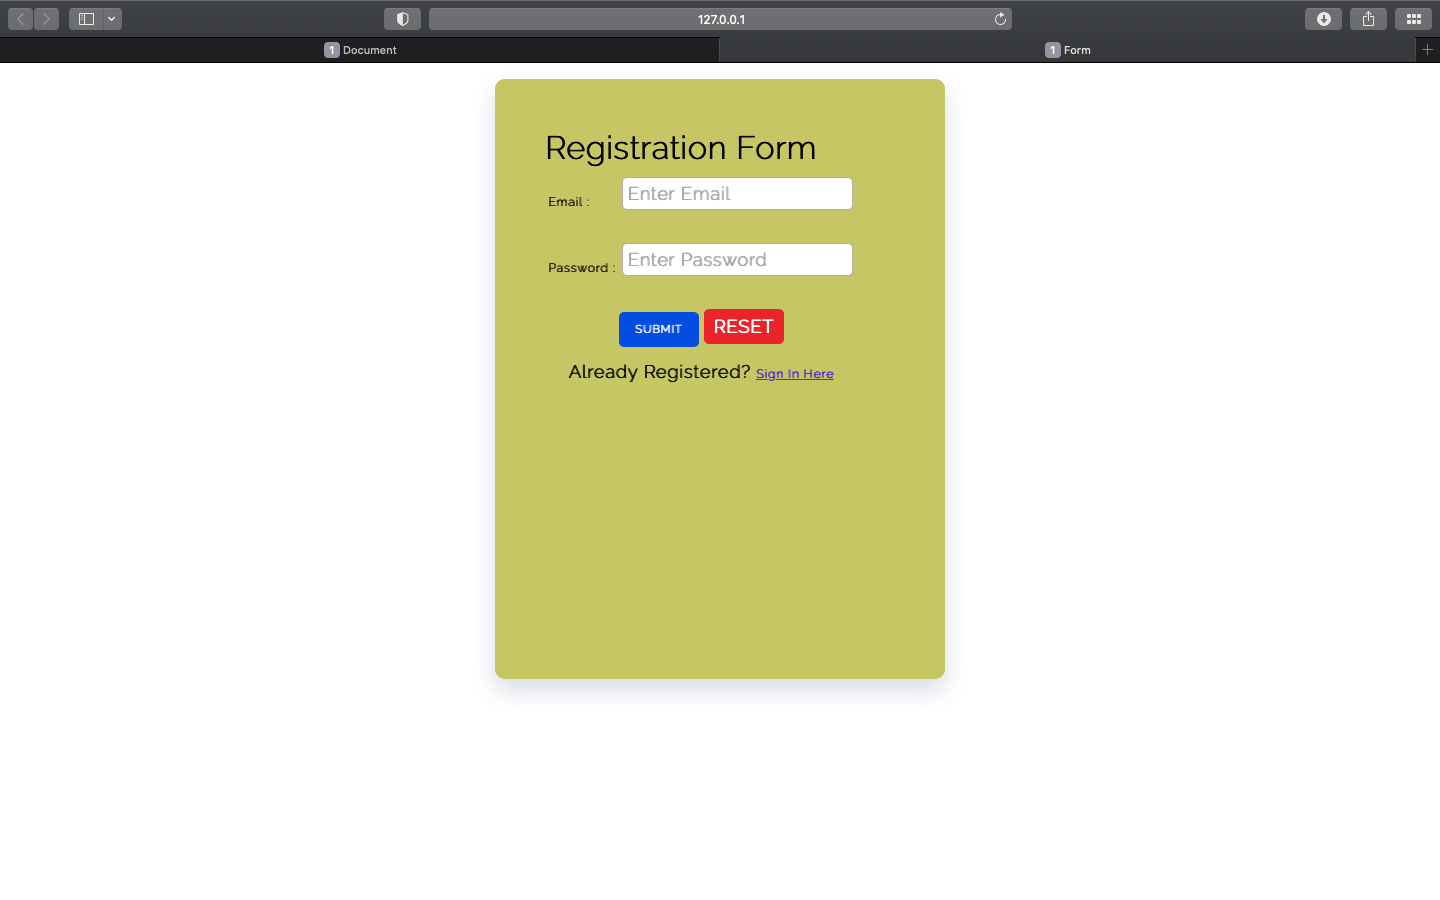 127.0.0.1
1 Document
1 Form
Registration Form
Email : Enter Email
Password : Enter Password
SUBMIT RESET
Already Registered? Sign In Here